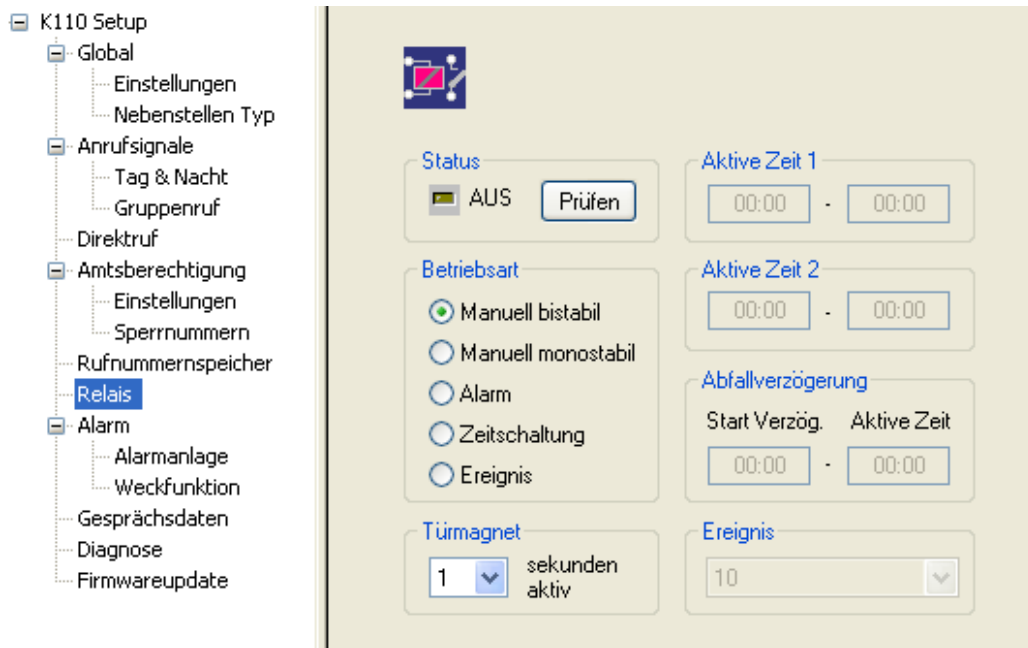 K110 Setup
Global
Einstellungen
Nebenstellen Typ
Anrufsignale
Tag & Nacht
Gruppenruf
Direktruf
Amtsberechtigung
Einstellungen
Sperrnummern
Rufnummernspeicher
Relais
Alarm
Alarmanlage
Weckfunktion
Gesprächsdaten
Diagnose
Firmwareupdate
Status
AUS Prüfen
Betriebsart
Manuell bistabil
Manuell monostabil
Alarm
Zeitschaltung
Ereignis
Türmagnet
1 sekunden
aktiv
Aktive Zeit 1
00:00 - 00:00
Aktive Zeit 2
00:00 - 00:00
Abfallverzögerung
Start Verzög. Aktive Zeit
00:00 - 00:00
Ereignis
10